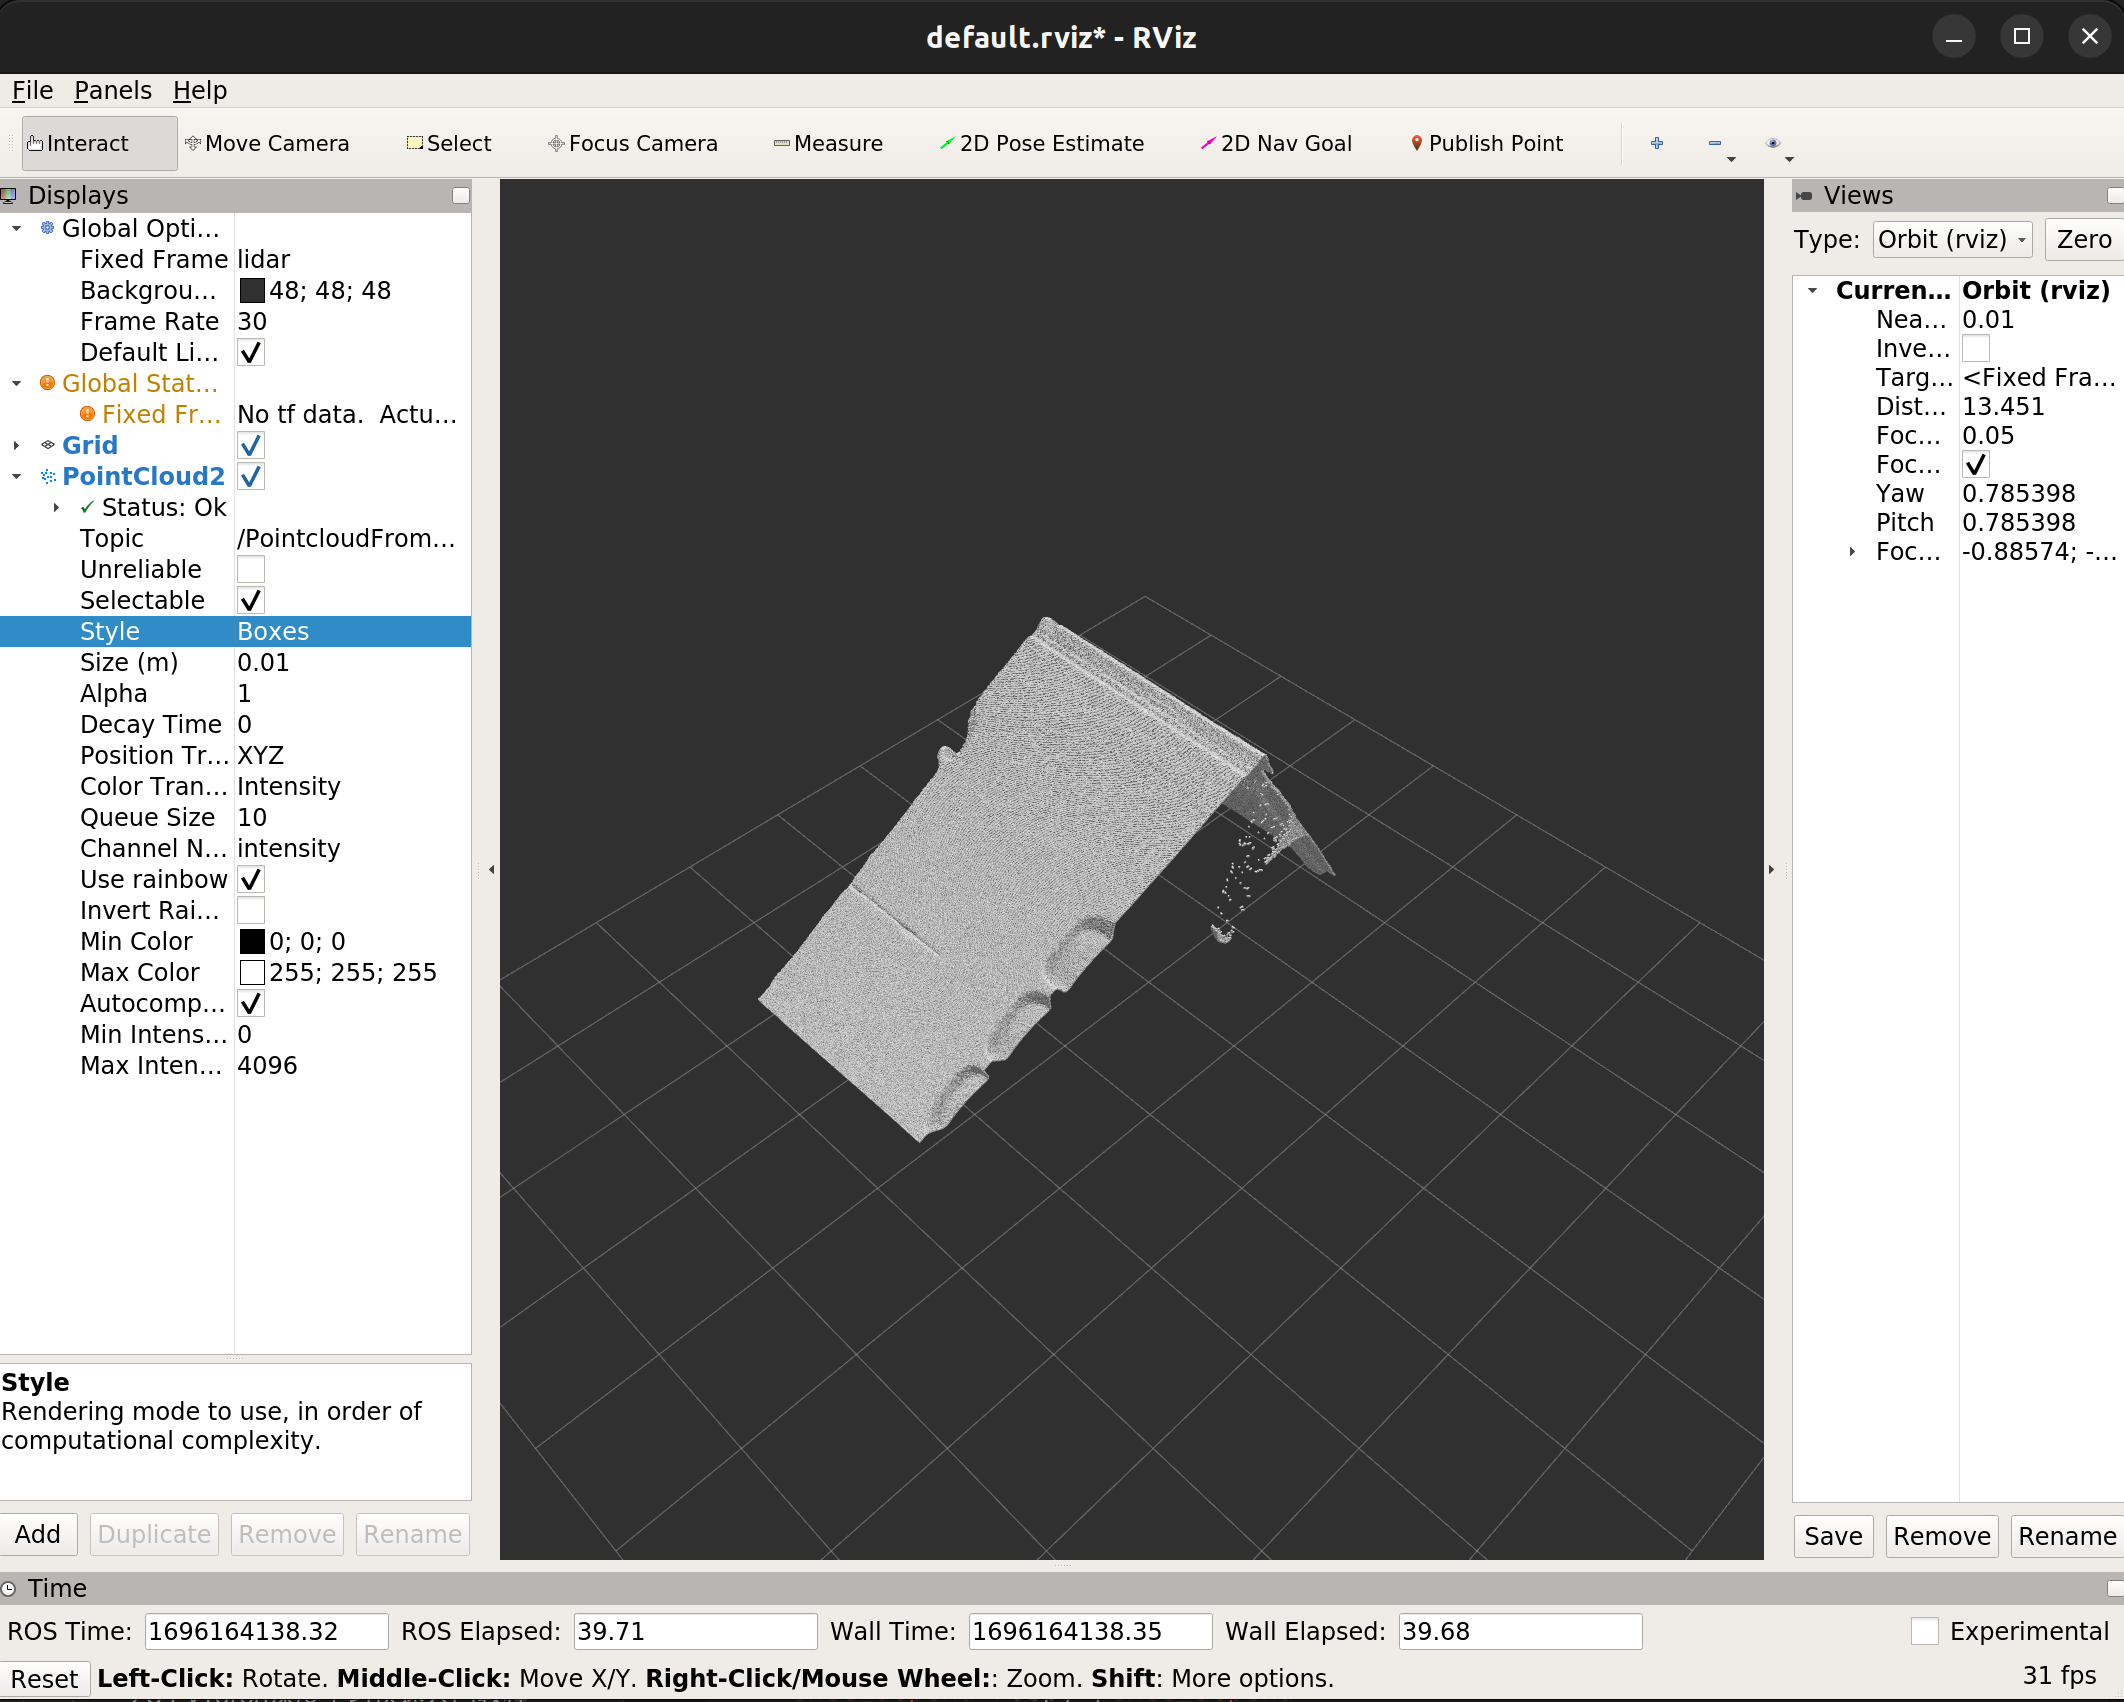 default.rviz* - RViz
File Panels Help
Interact Move Camera Select Focus Camera Measure 2D Pose Estimate 2D Nav Goal Publish Point
Displays
Global Opti...
Fixed Frame lidar
Backgrou... 48; 48; 48
Frame Rate 30
Default Li...
Global Stat...
Fixed Fr... No tf data. Actu...
Grid
PointCloud2
Status: Ok
Topic /PointcloudFrom...
Unreliable
Selectable
Style Boxes
Size (m) 0.01
Alpha 1
Decay Time 0
Position Tr... XYZ
Color Tran... Intensity
Queue Size 10
Channel N... intensity
Use rainbow
Invert Rai...
Min Color 0; 0; 0
Max Color 255; 255; 255
Autocomp...
Min Intens... 0
Max Inten... 4096
Style
Rendering mode to use, in order of
computational complexity.
Add Duplicate Remove Rename
Views
Type: Orbit (rviz) Zero
Curren... Orbit (rviz)
Nea... 0.01
Inve...
Targ... <Fixed Fra...
Dist... 13.451
Foc... 0.05
Foc...
Yaw 0.785398
Pitch 0.785398
Foc... -0.88574; -...
Save Remove Rename
Time
ROS Time: 1696164138.32 ROS Elapsed: 39.71 Wall Time: 1696164138.35 Wall Elapsed: 39.68 Experimental
Reset Left-Click: Rotate. Middle-Click: Move X/Y. Right-Click/Mouse Wheel:: Zoom. Shift: More options. 31 fps